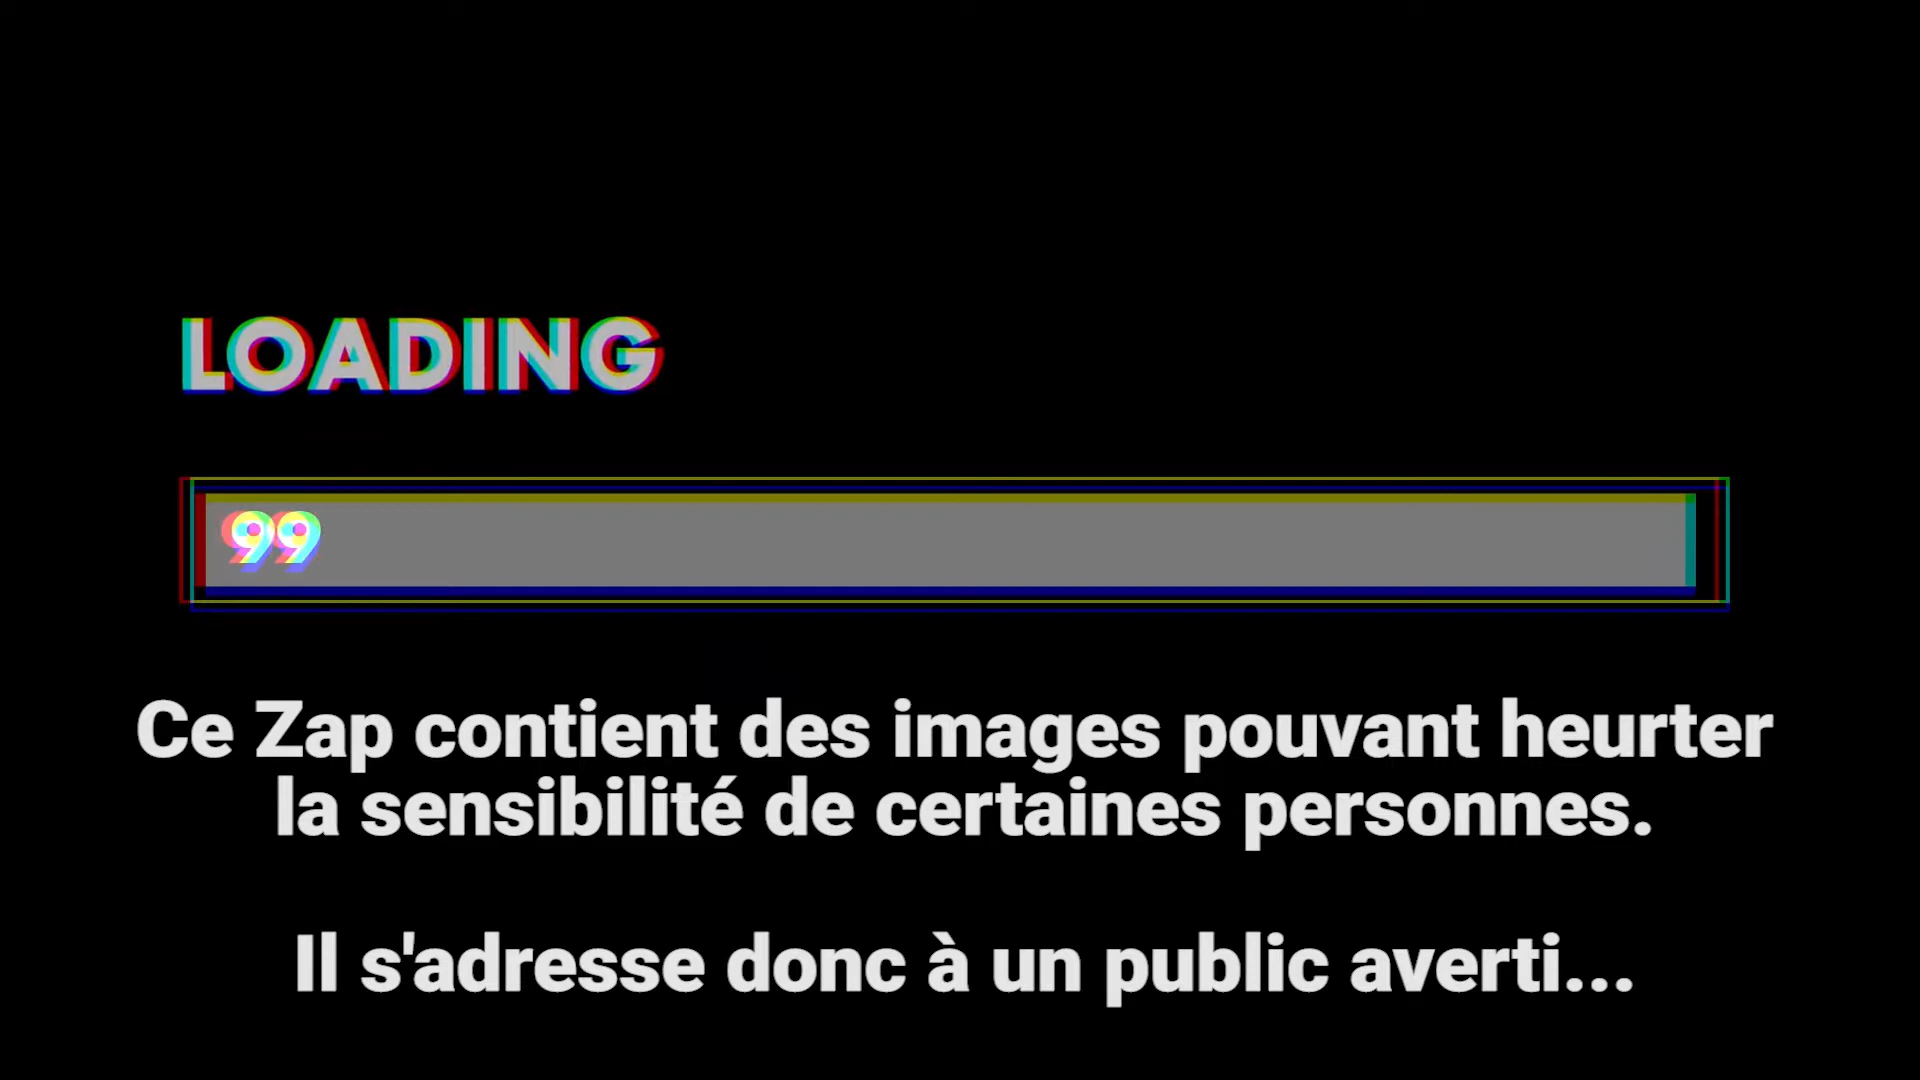 LOADING
99
Ce Zap contient des images pouvant heurter
la sensibilité de certaines personnes.
Il s'adresse donc à un public averti...